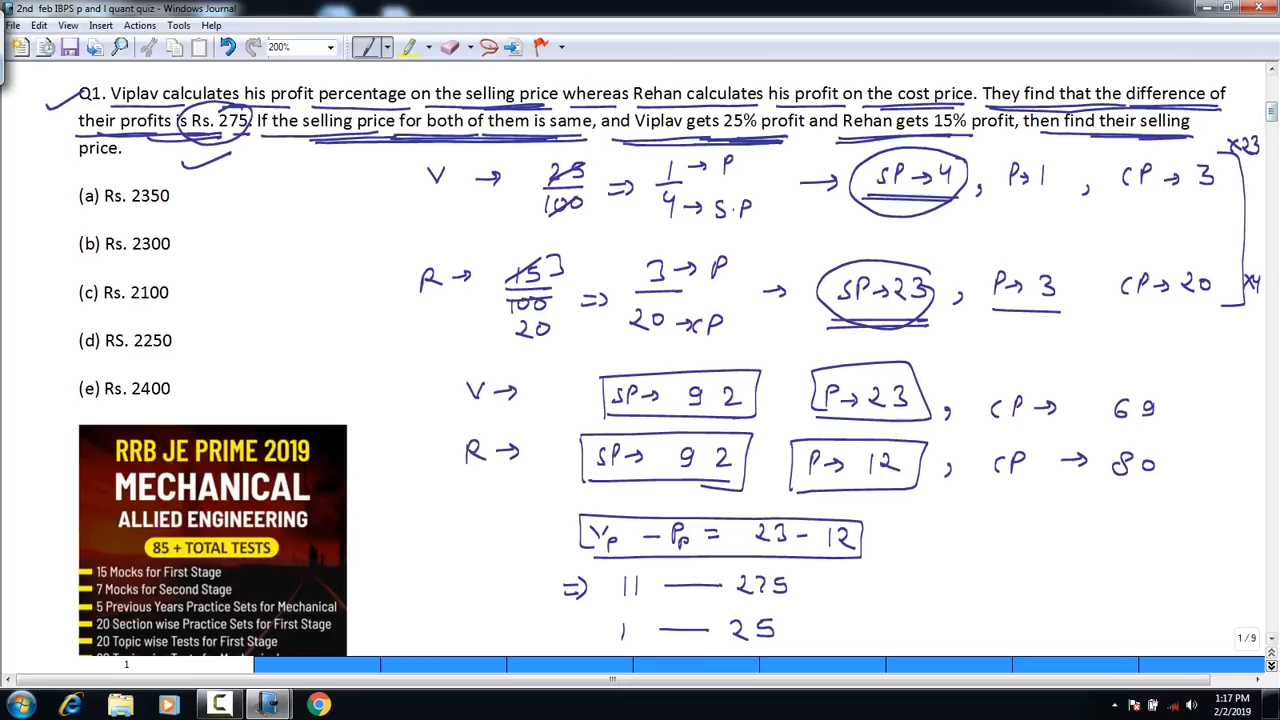 2nd feb IBPS p and I quant quiz - Windows Journal
File Edit View Insert Actions Tools Help
200%
Q1. Viplav calculates his profit percentage on the selling price whereas Rehan calculates his profit on the cost price. They find that the difference of
their profits is Rs. 275. If the selling price for both of them is same, and Viplav gets 25% profit and Rehan gets 15% profit, then find their selling
price.
x23
V → 25/100 ⇒ 1 → P / 4 → S.P → SP→4, P→1, CP → 3
(a) Rs. 2350
(b) Rs. 2300
R → 15 3/100 20 ⇒ 3 → P / 20 → CP → SP→23, P→ 3 CP→20 x4
(c) Rs. 2100
(d) RS. 2250
(e) Rs. 2400
V → SP→ 92 P→23, CP → 69
R → SP→ 92 P→ 12, CP → 80
Vp - Pp = 23 - 12
⇒ 11 — 275
1 — 25
RRB JE PRIME 2019
MECHANICAL
ALLIED ENGINEERING
85 + TOTAL TESTS
15 Mocks for First Stage
7 Mocks for Second Stage
5 Previous Years Practice Sets for Mechanical
20 Section wise Practice Sets for First Stage
20 Topic wise Tests for First Stage
1 / 9
1
1:17 PM
2/2/2019